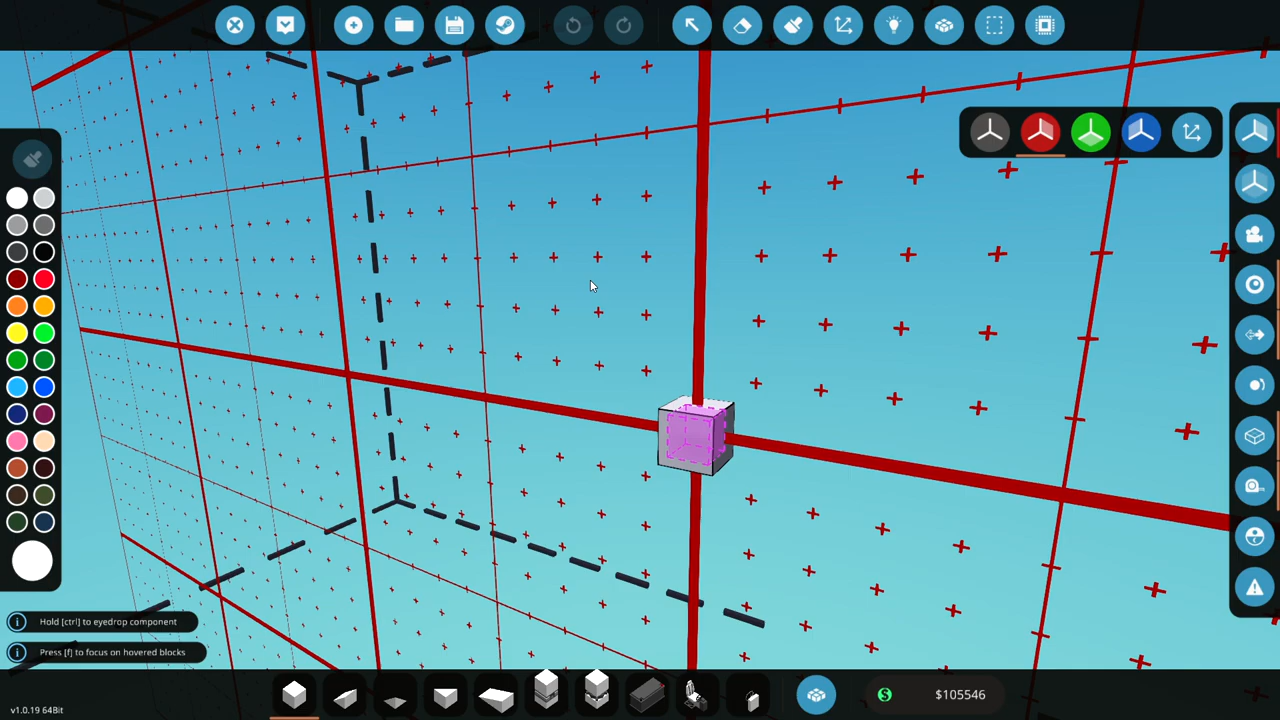 Hold [ctrl] to eyedrop component
Press [f] to focus on hovered blocks
v1.0.19 64Bit
$ $105546